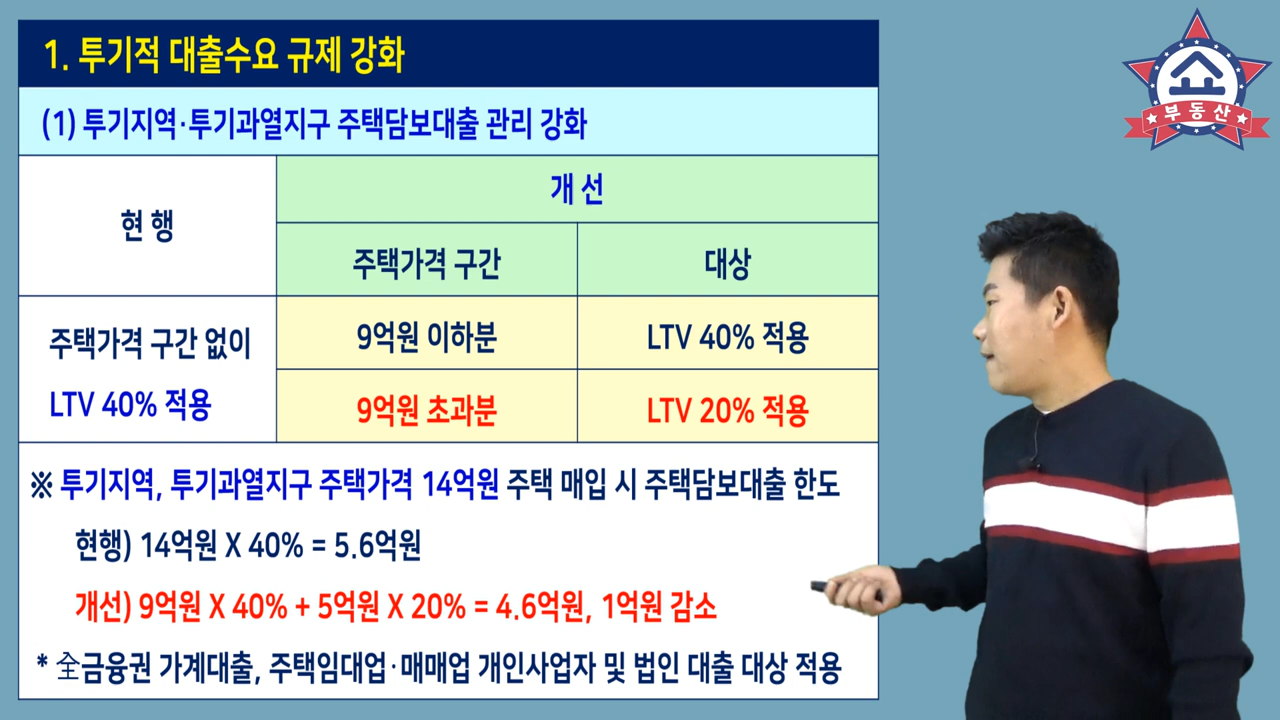 1. 투기적 대출수요 규제 강화
(1) 투기지역·투기과열지구 주택담보대출 관리 강화
현 행
개 선
주택가격 구간
대상
주택가격 구간 없이
LTV 40% 적용
9억원 이하분
LTV 40% 적용
9억원 초과분
LTV 20% 적용
※ 투기지역, 투기과열지구 주택가격 14억원 주택 매입 시 주택담보대출 한도
현행) 14억원 X 40% = 5.6억원
개선) 9억원 X 40% + 5억원 X 20% = 4.6억원, 1억원 감소
* 全금융권 가계대출, 주택임대업·매매업 개인사업자 및 법인 대출 대상 적용
쇼
부동산